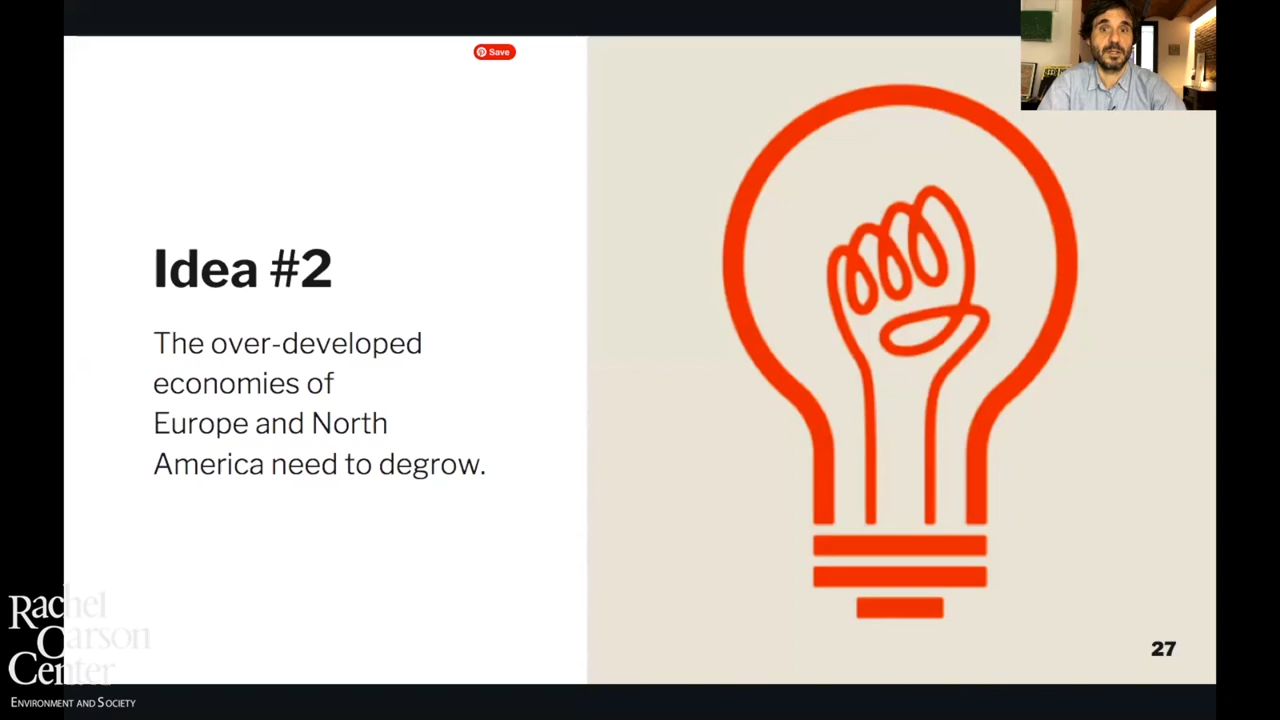 Save
Idea #2
The over-developed
economies of
Europe and North
America need to degrow.
27
Rachel
Carson
Center
ENVIRONMENT AND SOCIETY